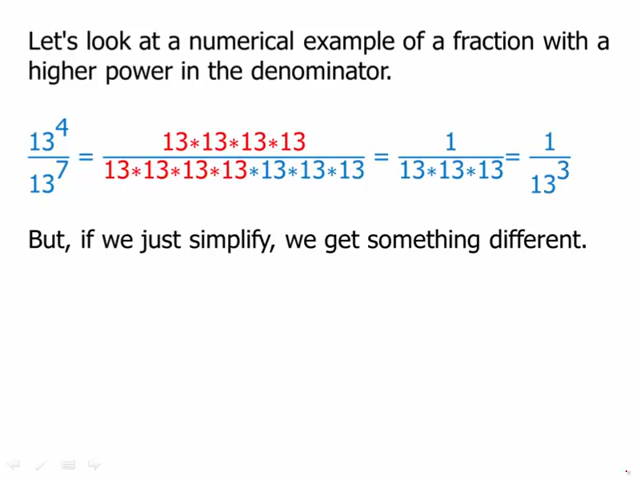 Let's look at a numerical example of a fraction with a
higher power in the denominator.
13^4/13^7 = 13*13*13*13/13*13*13*13*13*13*13 = 1/13*13*13 = 1/13^3
But, if we just simplify, we get something different.